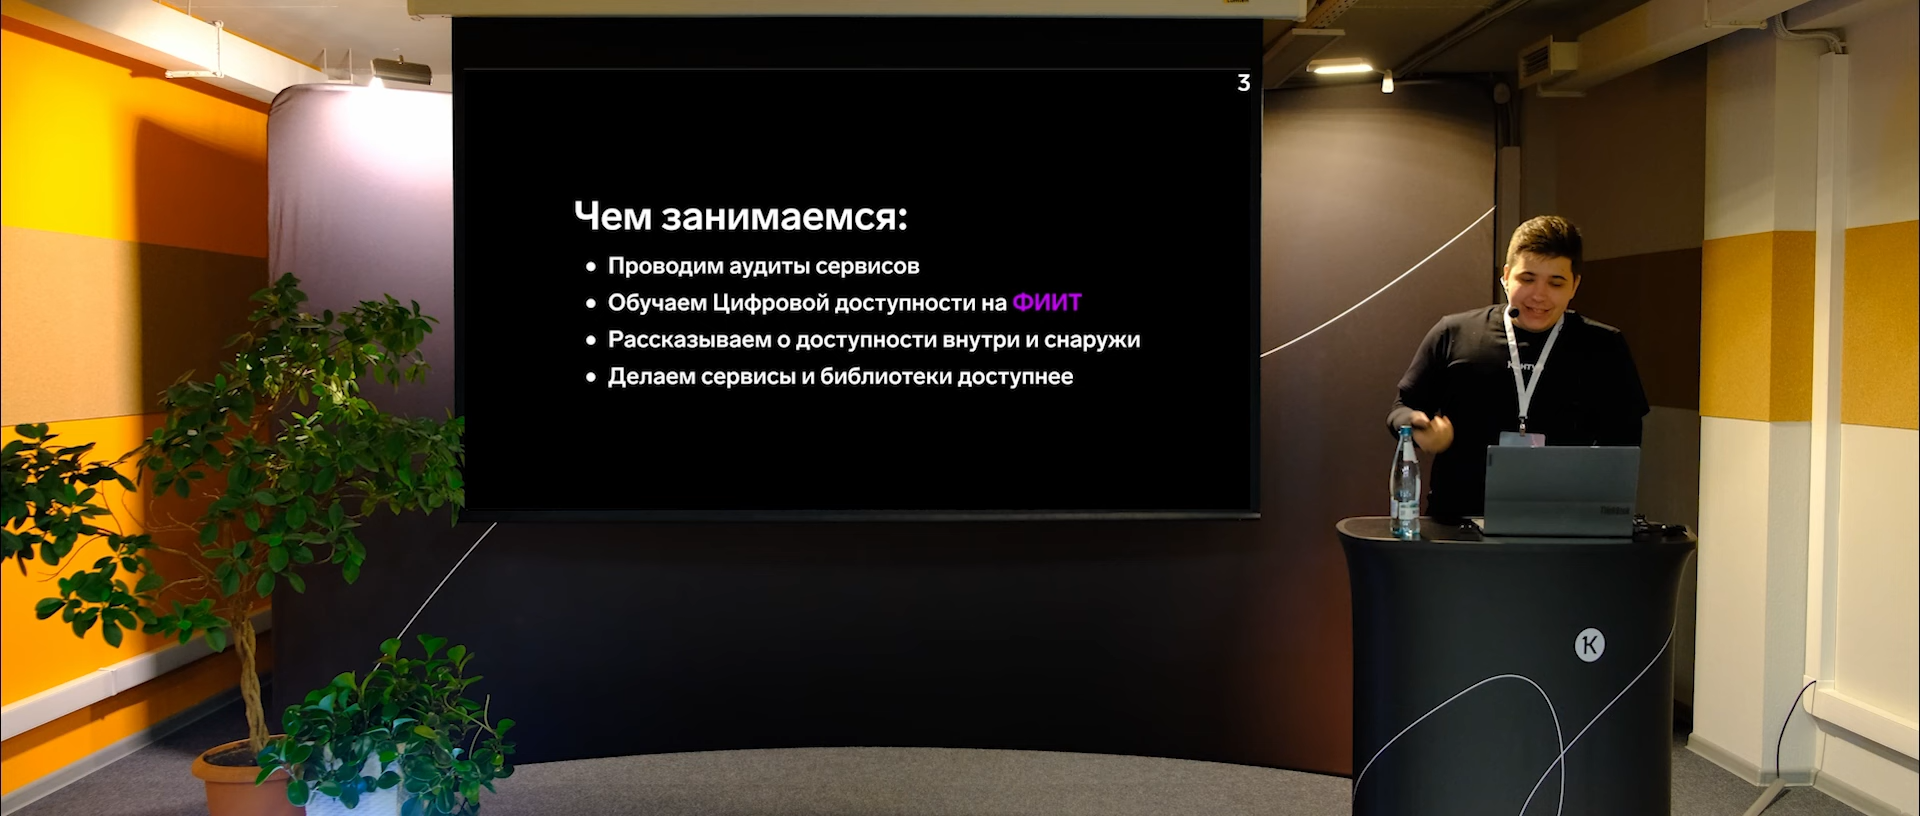 3
Чем занимаемся:
• Проводим аудиты сервисов
• Обучаем Цифровой доступности на ФИИТ
• Рассказываем о доступности внутри и снаружи
• Делаем сервисы и библиотеки доступнее
K